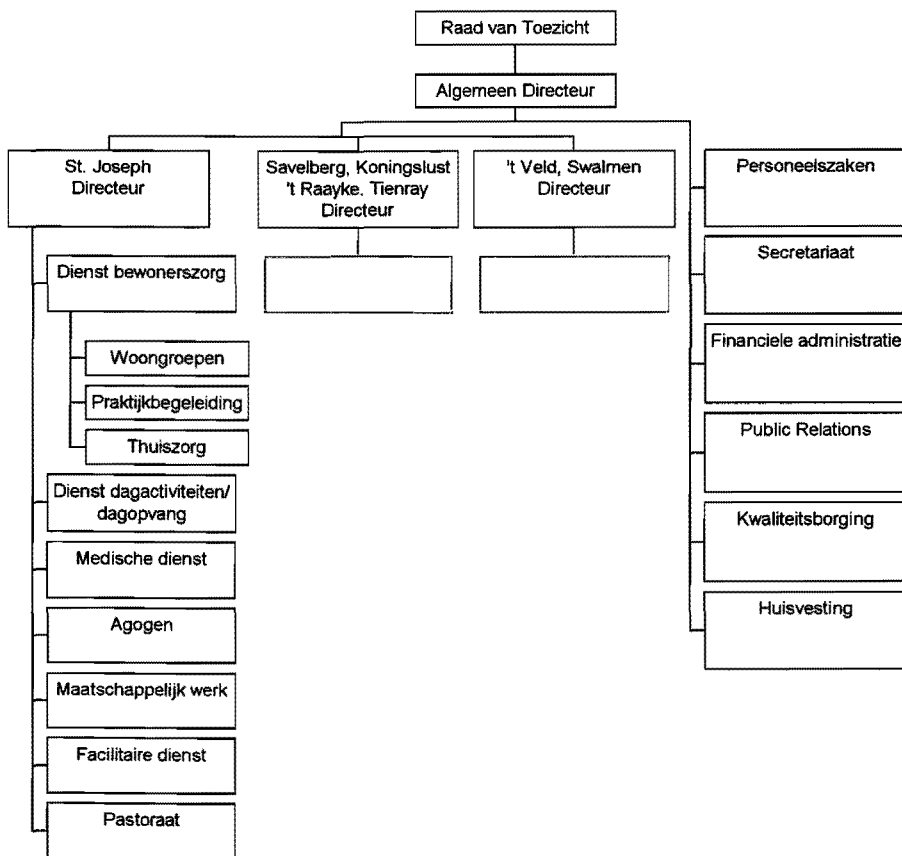 Raad van Toezicht
Algemeen Directeur
St. Joseph
Directeur
Savelberg, Koningslust
't Raayke. Tienray
Directeur
't Veld, Swalmen
Directeur
Dienst bewonerszorg
Woongroepen
Praktijkbegeleiding
Thuiszorg
Dienst dagactiviteiten/
dagopvang
Medische dienst
Agogen
Maatschappelijk werk
Facilitaire dienst
Pastoraat
Personeelszaken
Secretariaat
Financiele administratie
Public Relations
Kwaliteitsborging
Huisvesting